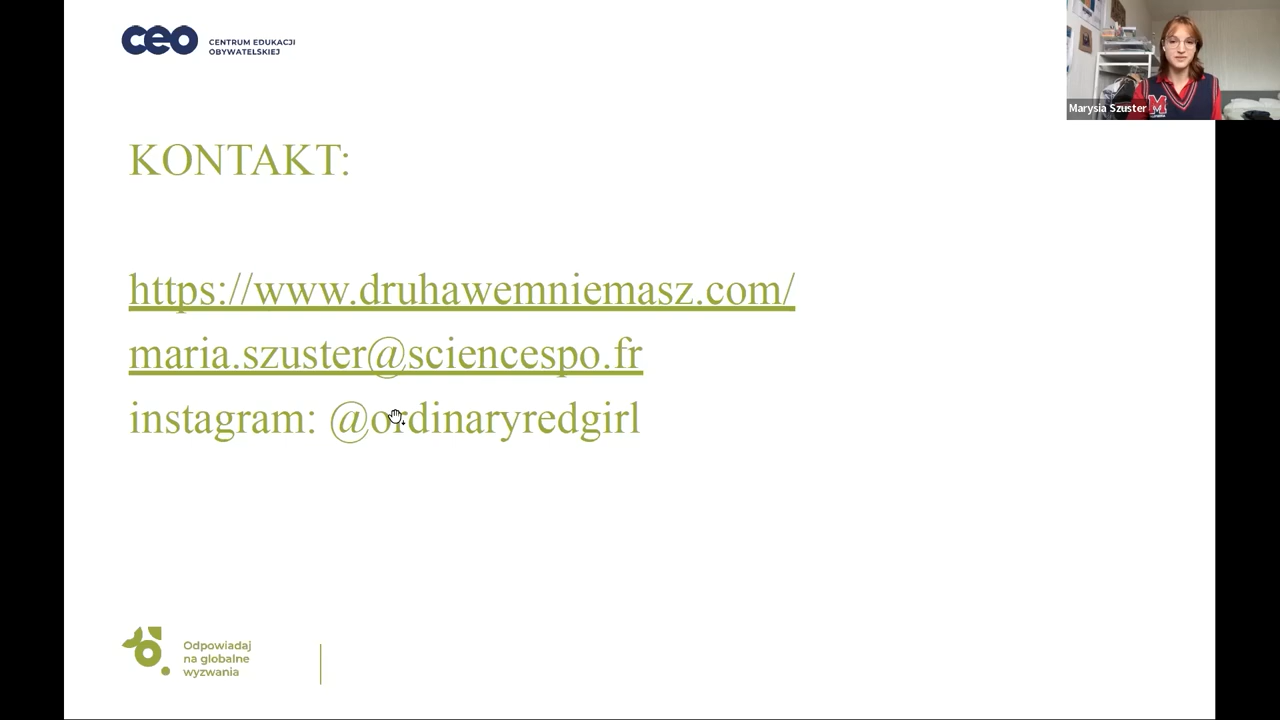 ceo CENTRUM EDUKACJI
OBYWATELSKIEJ
Marysia Szuster
M
KONTAKT:
https://www.druhawemniemasz.com/
maria.szuster@sciencespo.fr
instagram: @ordinaryredgirl
Odpowiadaj
na globalne
wyzwania